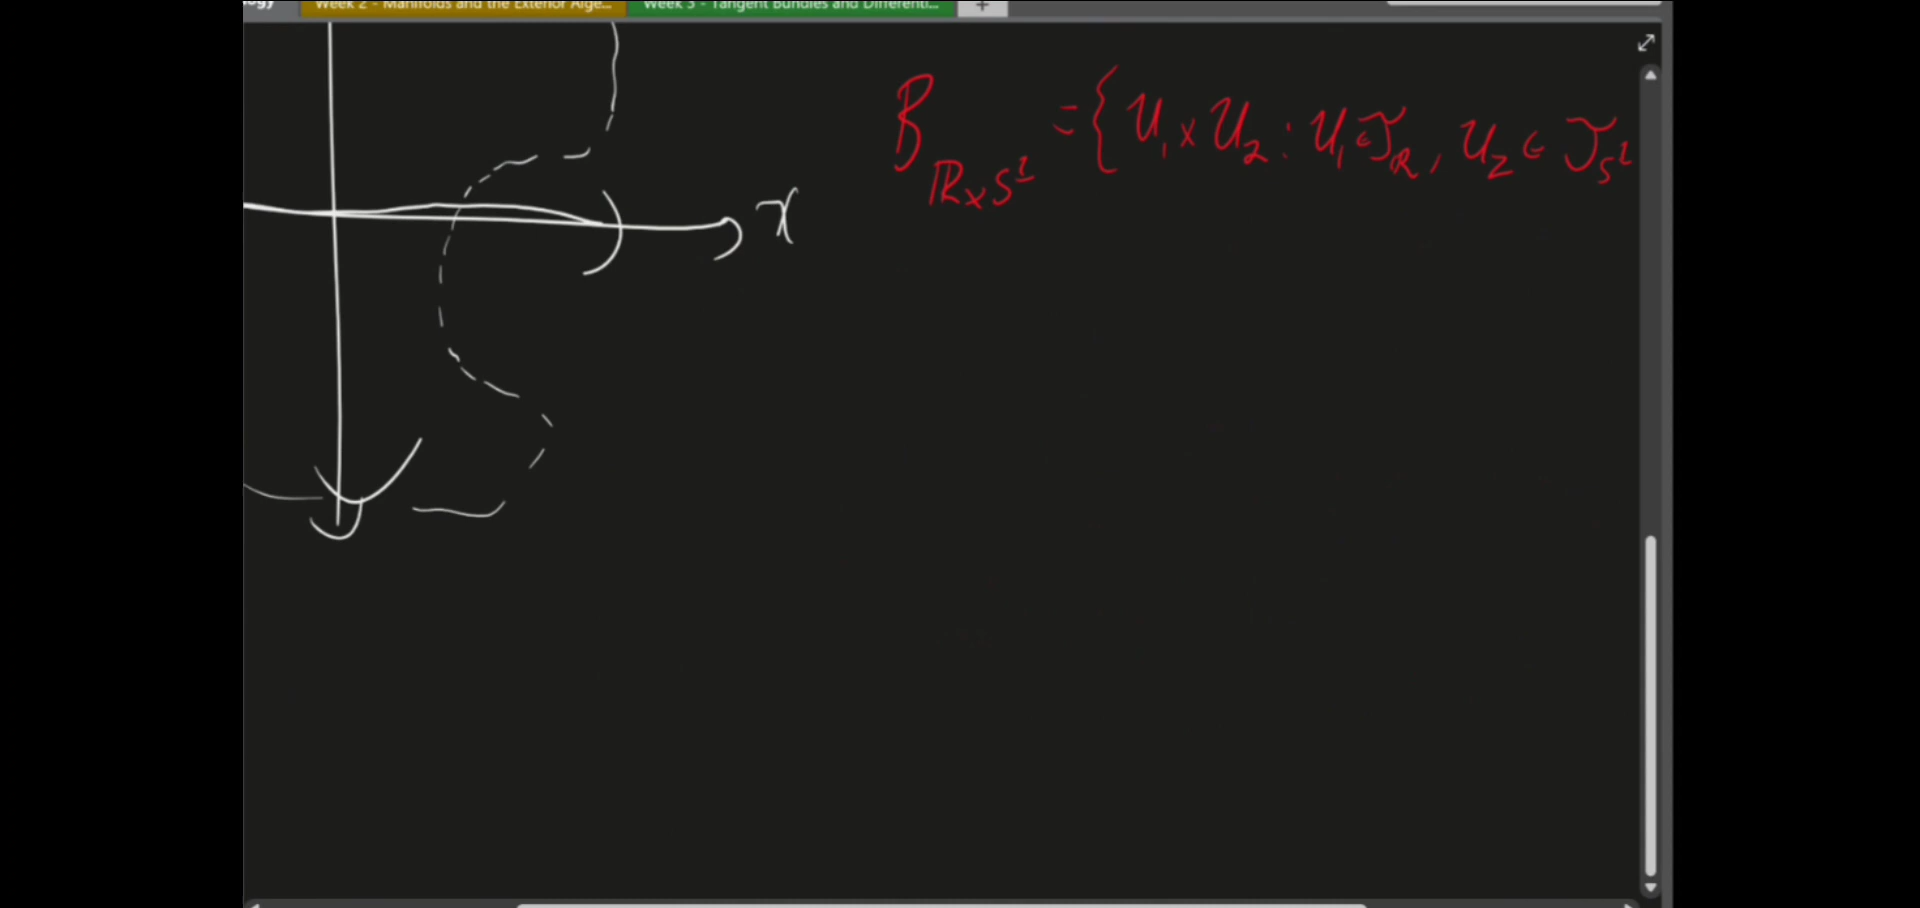 Week 2 - Manifolds and the Exterior Alge...
Week 3 - Tangent Bundles and Differenti...
+
B_{ℝ×S¹} = { U₁ × U₂ : U₁ ∈ 𝒯_ℝ, U₂ ∈ 𝒯_{S¹}
x